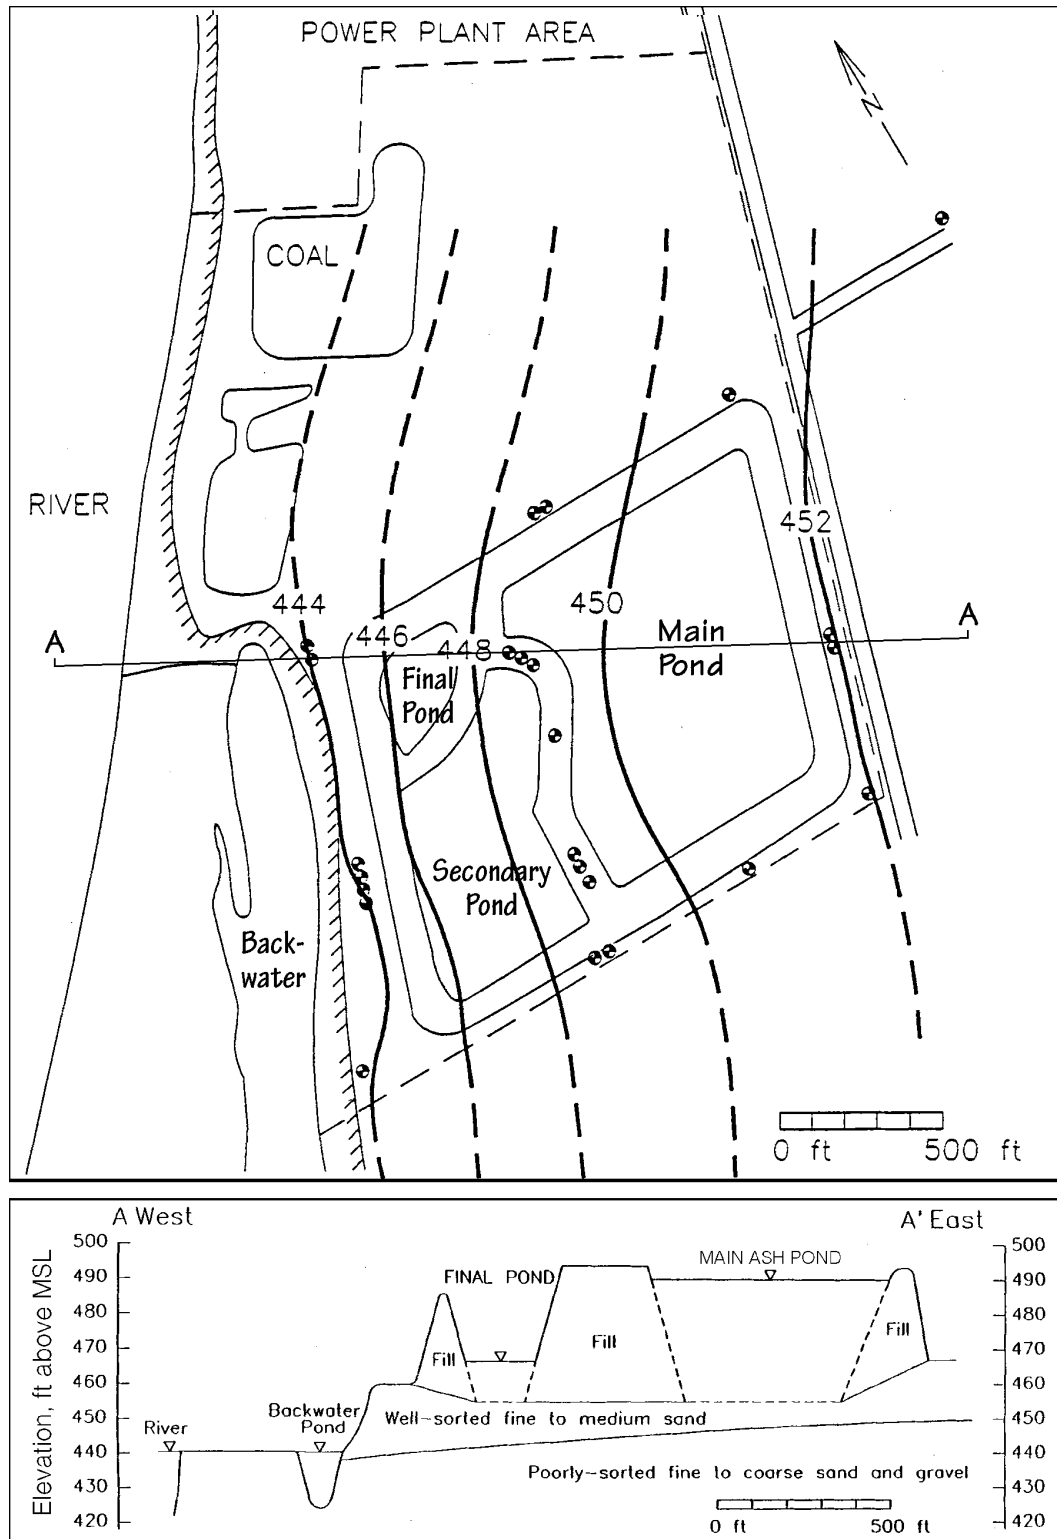 POWER PLANT AREA
N
COAL
RIVER
452
444
450
446
448
A
A
Main
Pond
Final
Pond
Secondary
Pond
Back-
water
0 ft 500 ft
A West
A' East
Elevation, ft above MSL
500
490
480
470
460
450
440
430
420
500
490
480
470
460
450
440
430
420
MAIN ASH POND
FINAL POND
Fill
Fill
Fill
Backwater
Pond
River
Well-sorted fine to medium sand
Poorly-sorted fine to coarse sand and gravel
0 ft 500 ft